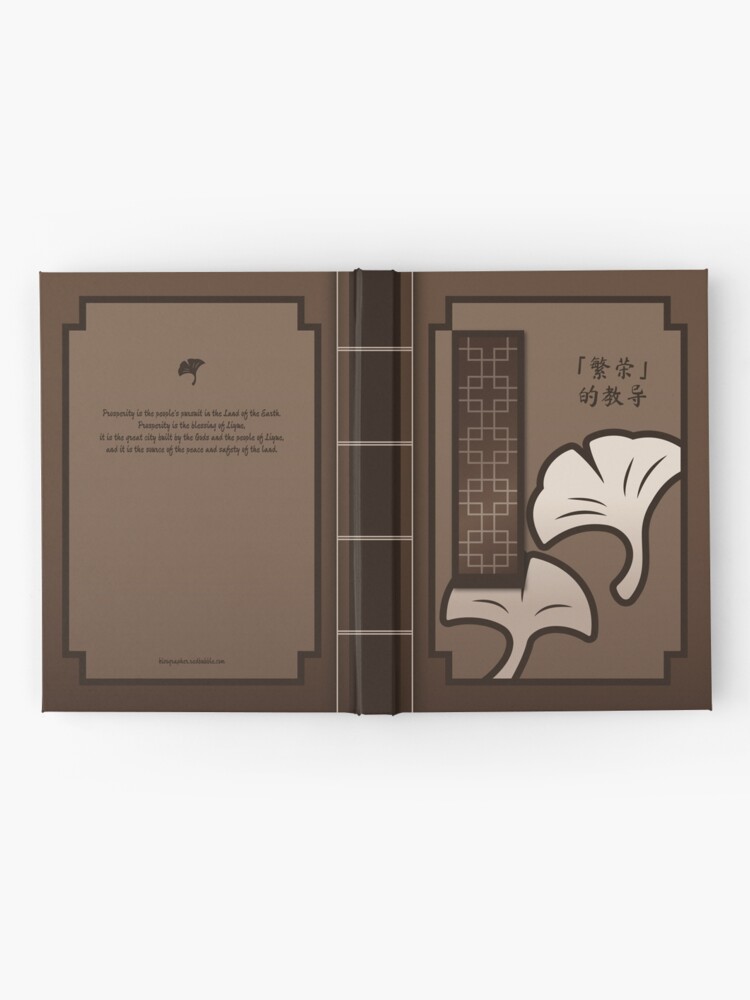 Prosperity is the people's pursuit in the Land of the Earth.
Prosperity is the blessing of Liyue,
it is the great city built by the Gods and the people of Liyue,
and it is the source of the peace and safety of the land.
「繁荣」
的教导